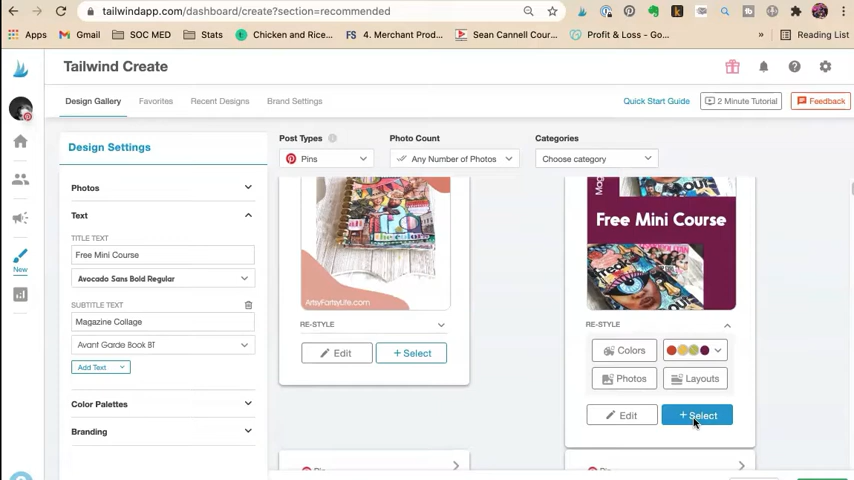 tailwindapp.com/dashboard/create?section=recommended
Apps
Gmail
SOC MED
Stats
Chicken and Rice...
4. Merchant Prod...
Sean Cannell Cour...
Profit & Loss - Go...
»
Reading List
Tailwind Create
Design Gallery
Favorites
Recent Designs
Brand Settings
Quick Start Guide
2 Minute Tutorial
Feedback
Design Settings
Post Types
Photo Count
Categories
Pins
Any Number of Photos
Choose category
Photos
Text
TITLE TEXT
Free Mini Course
Avocado Sans Bold Regular
SUBTITLE TEXT
Magazine Collage
Avant Garde Book BT
Add Text
Color Palettes
Branding
New
ArtsyFartsyLife.com
RE-STYLE
Edit
+ Select
Free Mini Course
RE-STYLE
Colors
Photos
Layouts
Edit
+ Select